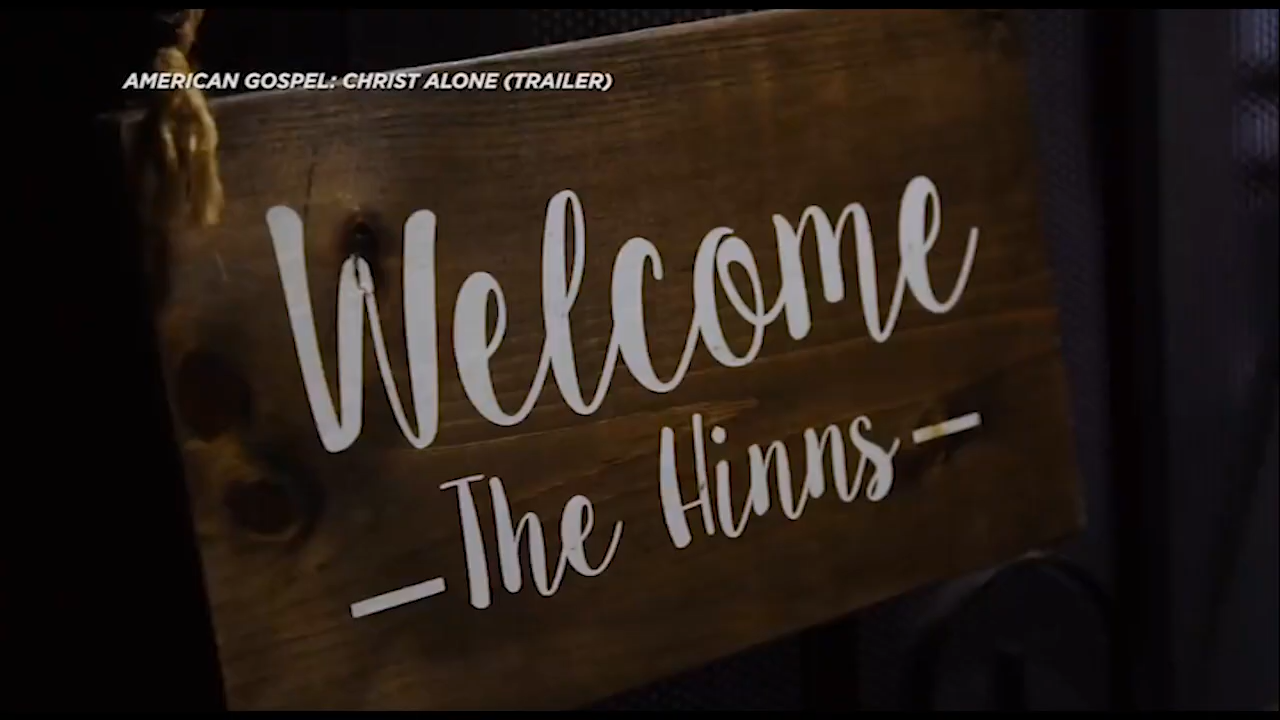 AMERICAN GOSPEL: CHRIST ALONE (TRAILER)
Welcome
– The Hinns –